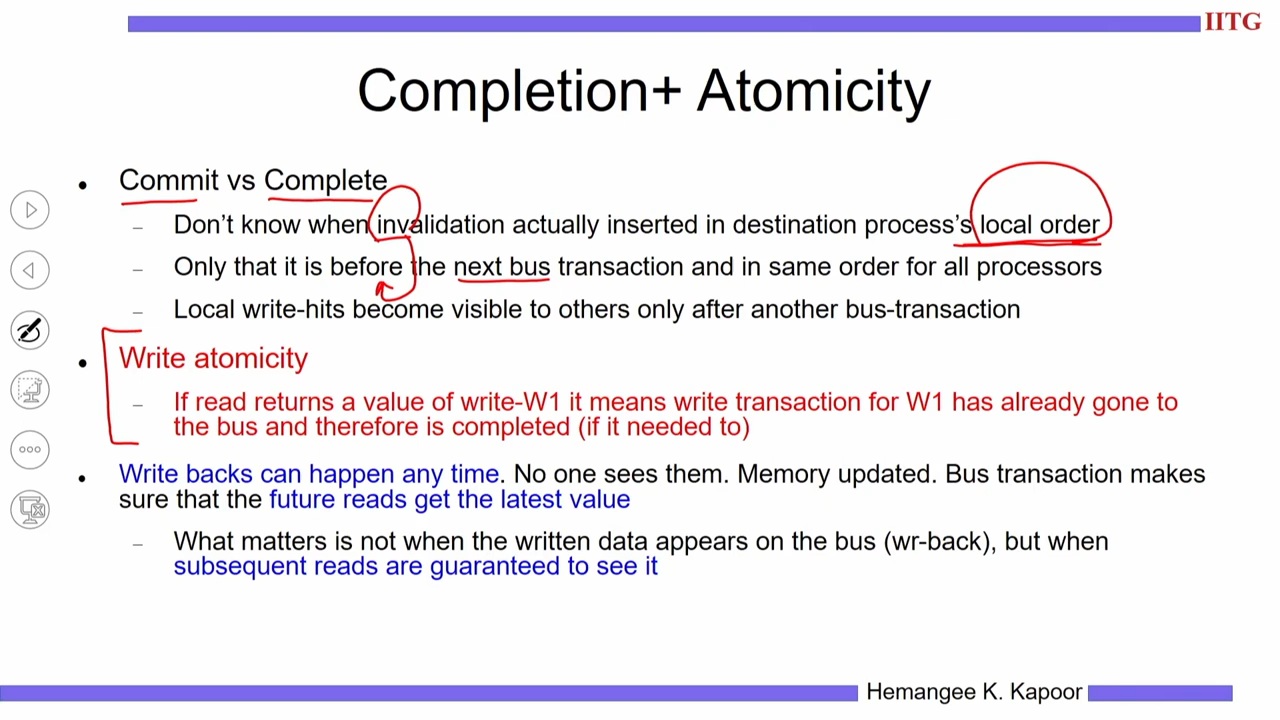 IITG
Completion+ Atomicity
• Commit vs Complete
– Don't know when invalidation actually inserted in destination process's local order
– Only that it is before the next bus transaction and in same order for all processors
– Local write-hits become visible to others only after another bus-transaction
• Write atomicity
– If read returns a value of write-W1 it means write transaction for W1 has already gone to
the bus and therefore is completed (if it needed to)
• Write backs can happen any time. No one sees them. Memory updated. Bus transaction makes
sure that the future reads get the latest value
– What matters is not when the written data appears on the bus (wr-back), but when
subsequent reads are guaranteed to see it
Hemangee K. Kapoor